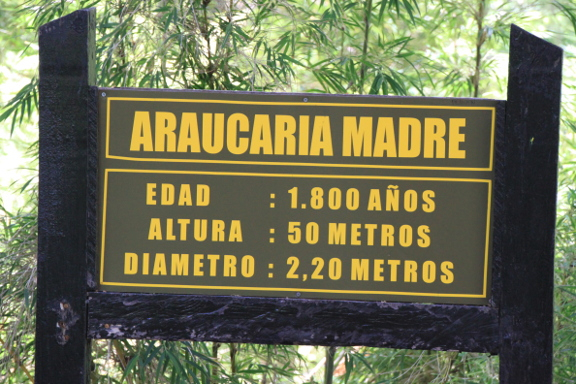 ARAUCARIA MADRE
EDAD : 1.800 AÑOS
ALTURA : 50 METROS
DIAMETRO : 2,20 METROS